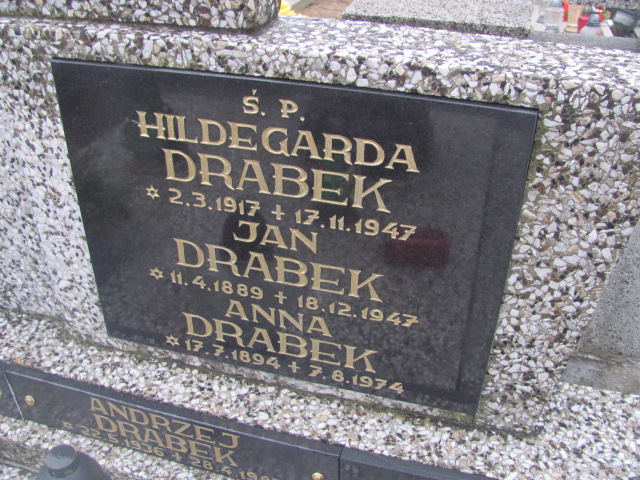 Ś. P.
HILDEGARDA
DRABEK
✡ 2.3.1917 + 17.11.1947
JAN
DRABEK
✡ 11.4.1889 + 18.12.1947
ANNA
DRABEK
✡ 17.7.1894 + 7.8.1974
ANDRZEJ
DRABEK